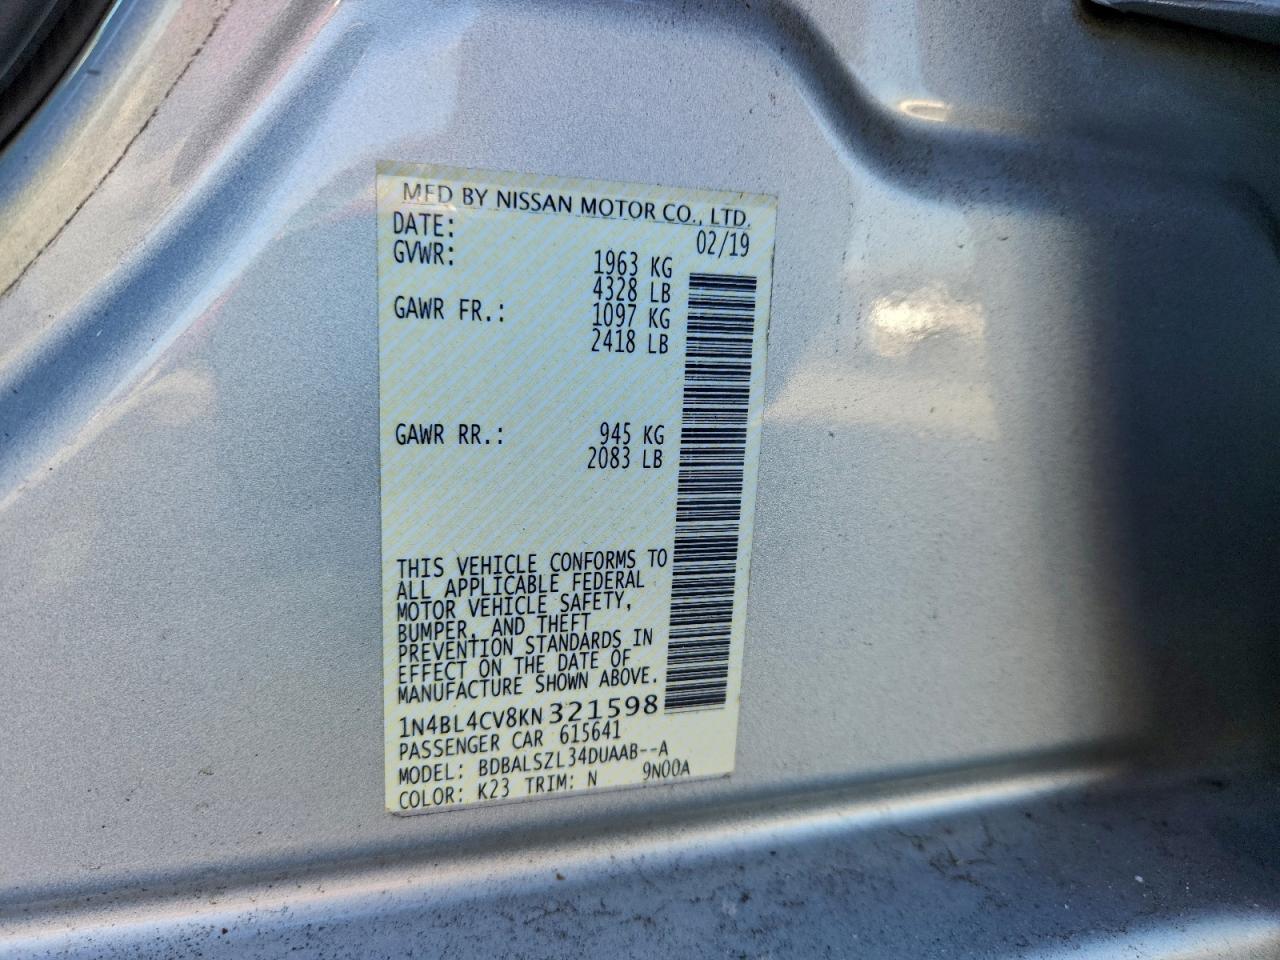 MFD BY NISSAN MOTOR CO., LTD.
DATE: 02/19
GVWR: 1963 KG
4328 LB
GAWR FR.: 1097 KG
2418 LB
GAWR RR.: 945 KG
2083 LB
THIS VEHICLE CONFORMS TO
ALL APPLICABLE FEDERAL
MOTOR VEHICLE SAFETY,
BUMPER, AND THEFT
PREVENTION STANDARDS IN
EFFECT ON THE DATE OF
MANUFACTURE SHOWN ABOVE.
1N4BL4CV8KN321598
PASSENGER CAR 615641
MODEL: BDBALSZL34DUAAB--A
COLOR: K23 TRIM: N 9N00A